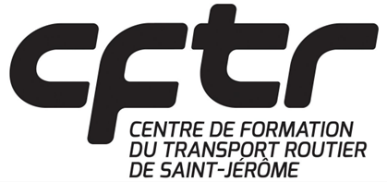 cftr
CENTRE DE FORMATION
DU TRANSPORT ROUTIER
DE SAINT-JÉRÔME